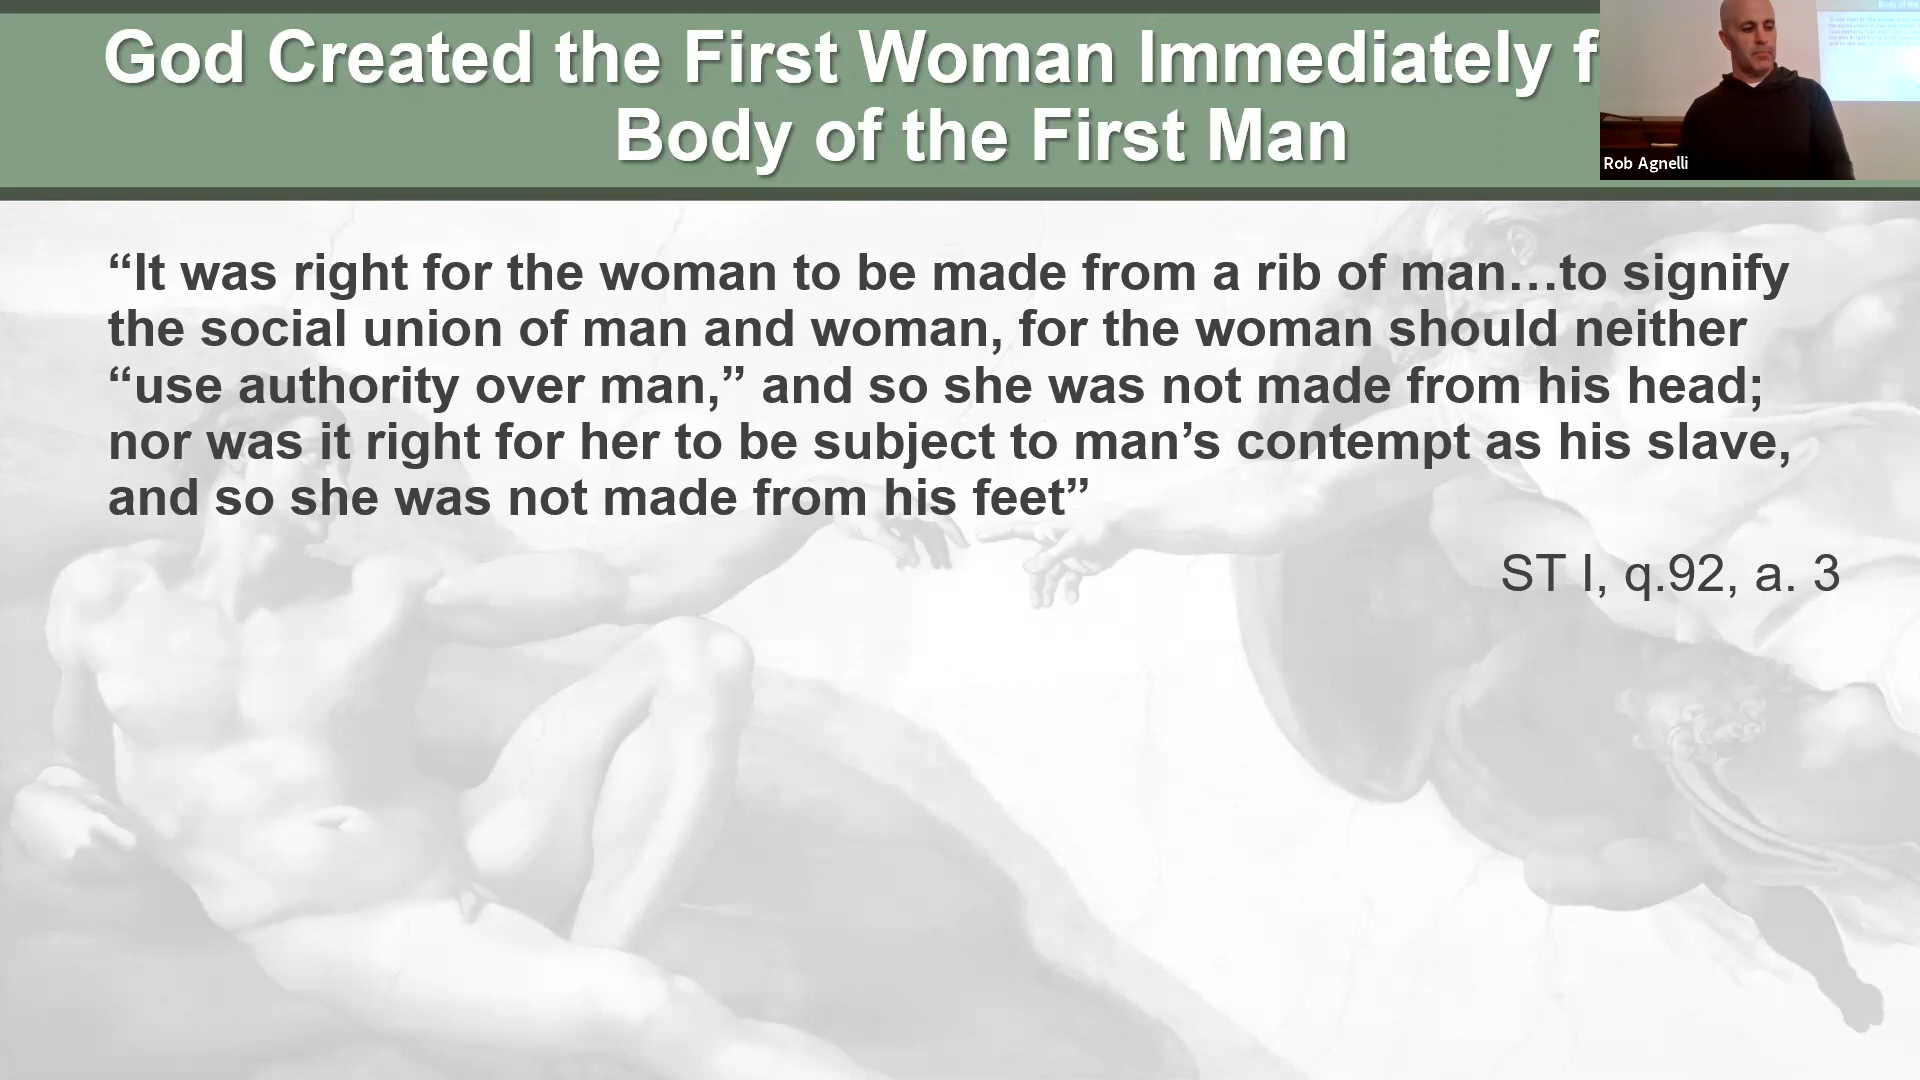 God Created the First Woman Immediately f
Body of the First Man
Rob Agnelli
“It was right for the woman to be made from a rib of man…to signify
the social union of man and woman, for the woman should neither
“use authority over man,” and so she was not made from his head;
nor was it right for her to be subject to man’s contempt as his slave,
and so she was not made from his feet”
ST I, q.92, a. 3